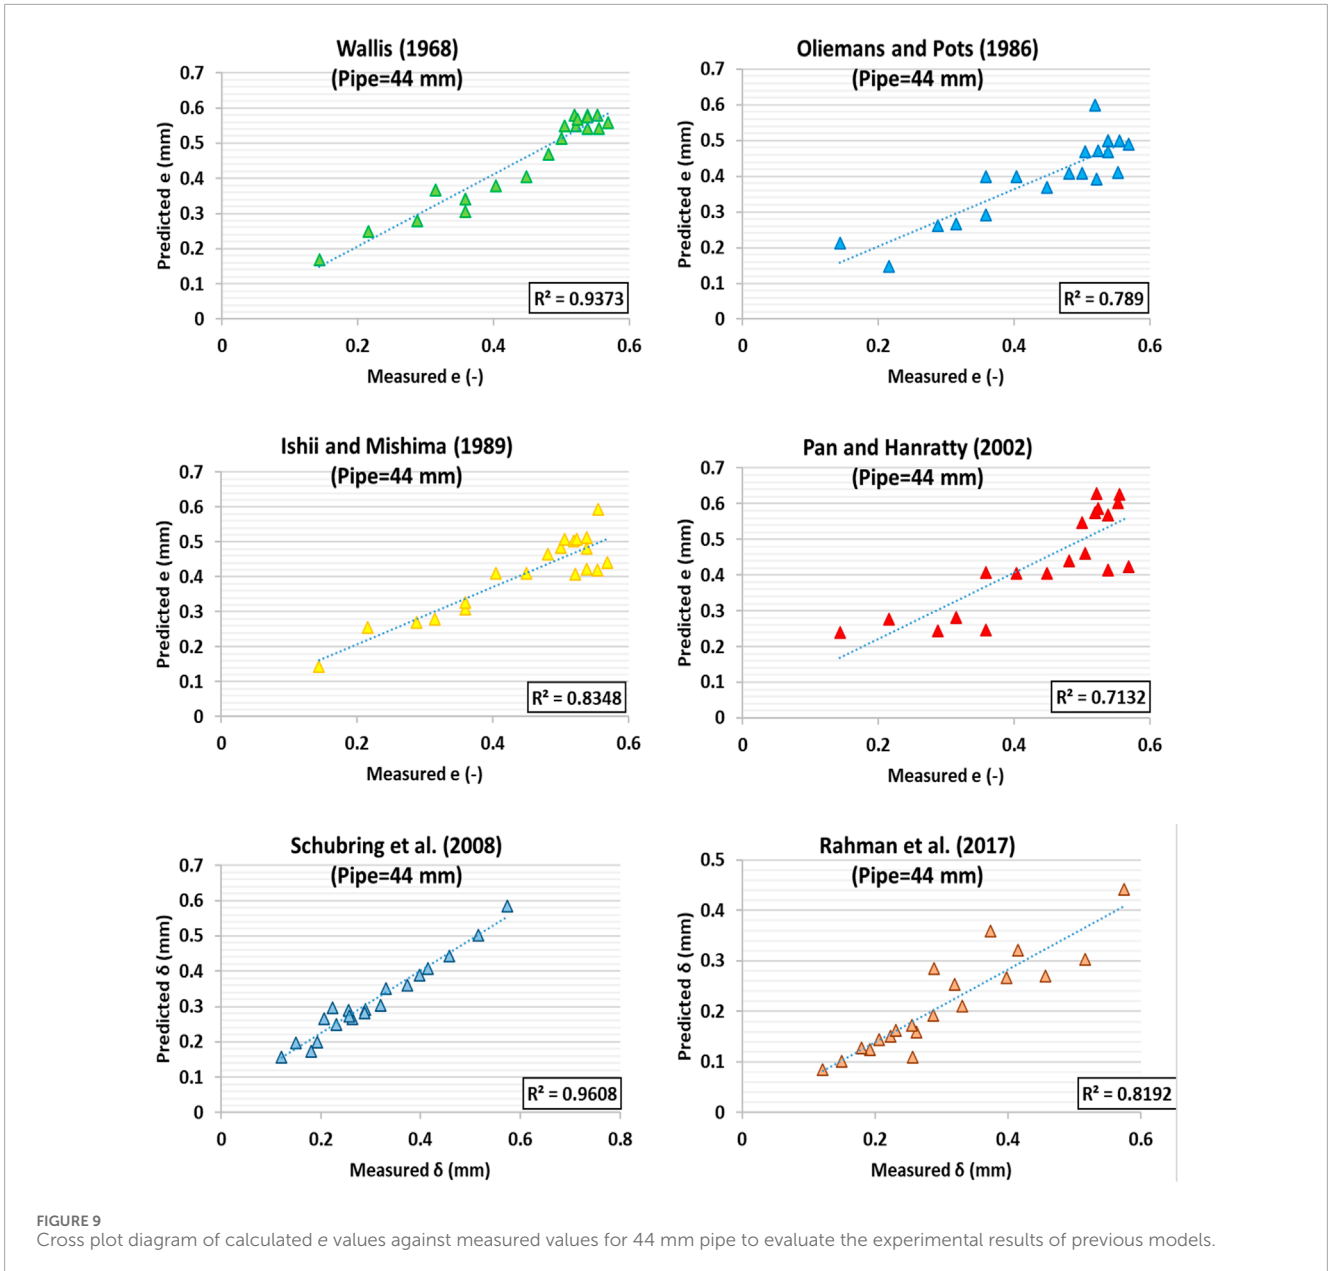 Wallis (1968)
(Pipe=44 mm)
0.7
0.6
0.5
0.4
0.3
0.2
0.1
0
Predicted e (mm)
R² = 0.9373
0 0.2 0.4 0.6
Measured e (-)
Oliemans and Pots (1986)
(Pipe=44 mm)
0.7
0.6
0.5
0.4
0.3
0.2
0.1
0
Predicted e (mm)
R² = 0.789
0 0.2 0.4 0.6
Measured e (-)
Ishii and Mishima (1989)
(Pipe=44 mm)
0.7
0.6
0.5
0.4
0.3
0.2
0.1
0
Predicted e (mm)
R² = 0.8348
0 0.2 0.4 0.6
Measured e (-)
Pan and Hanratty (2002)
(Pipe=44 mm)
0.7
0.6
0.5
0.4
0.3
0.2
0.1
0
Predicted e (mm)
R² = 0.7132
0 0.2 0.4 0.6
Measured e (-)
Schubring et al. (2008)
(Pipe=44 mm)
0.7
0.6
0.5
0.4
0.3
0.2
0.1
0
Predicted δ (mm)
R² = 0.9608
0 0.2 0.4 0.6 0.8
Measured δ (mm)
Rahman et al. (2017)
(Pipe=44 mm)
0.5
0.4
0.3
0.2
0.1
0
Predicted δ (mm)
R² = 0.8192
0 0.2 0.4 0.6
Measured δ (mm)
FIGURE 9
Cross plot diagram of calculated e values against measured values for 44 mm pipe to evaluate the experimental results of previous models.